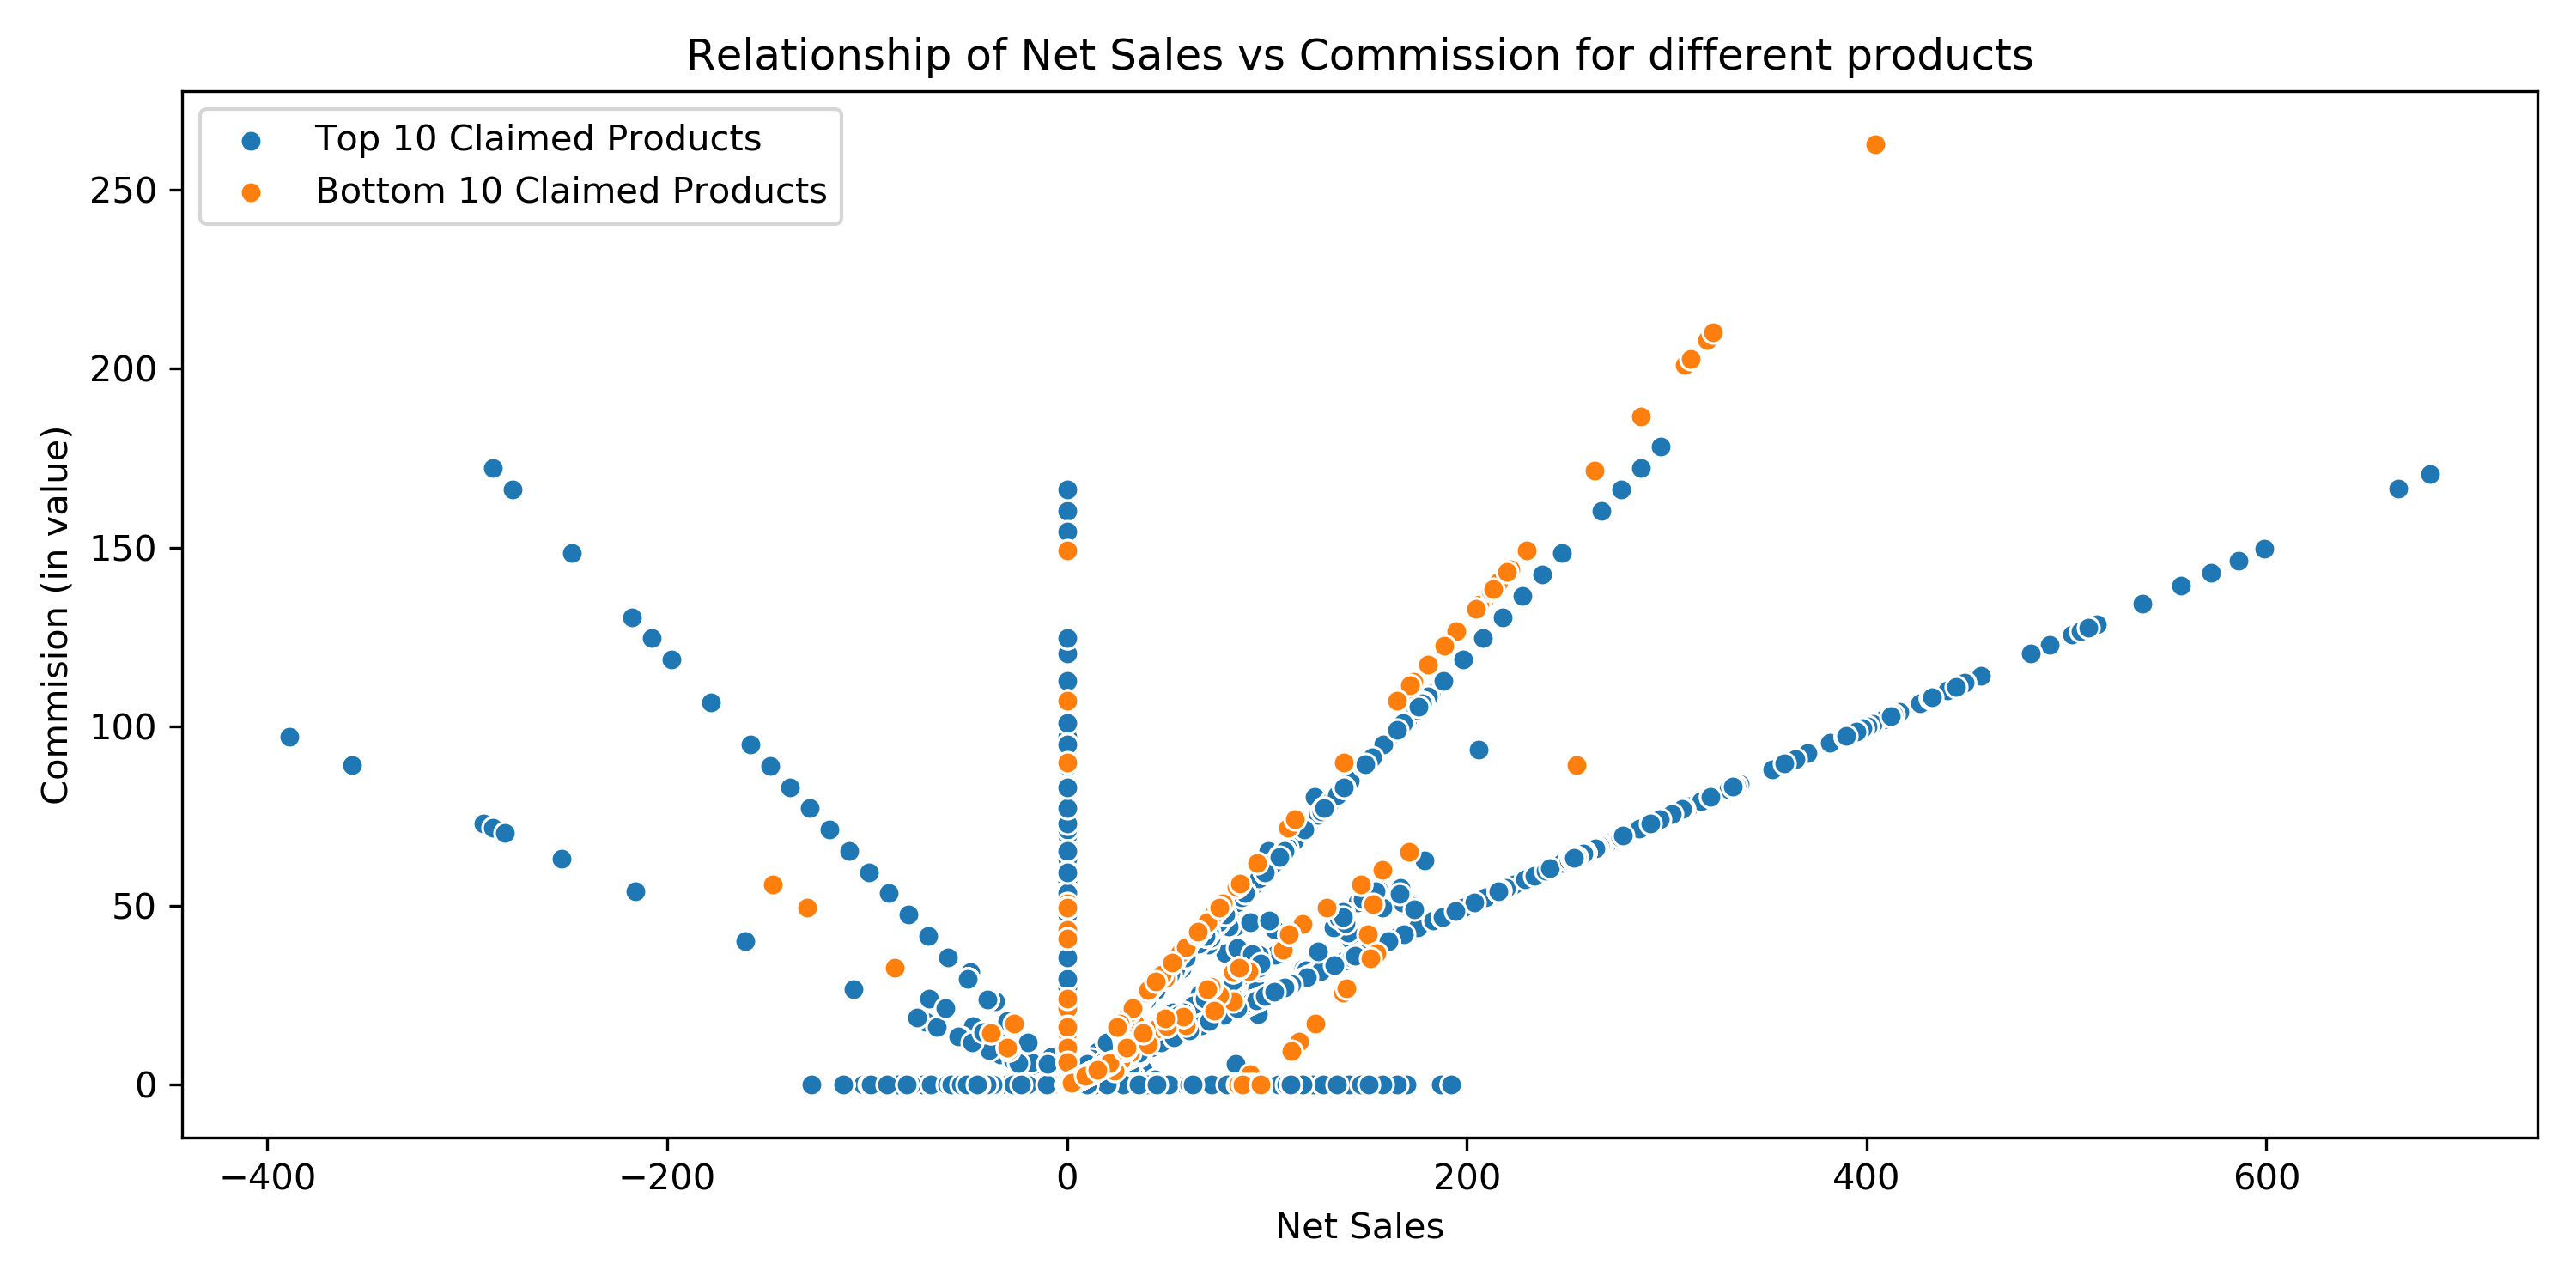 Relationship of Net Sales vs Commission for different products
Top 10 Claimed Products
Bottom 10 Claimed Products
Commision (in value)
250
200
150
100
50
0
−400
−200
0
200
400
600
Net Sales